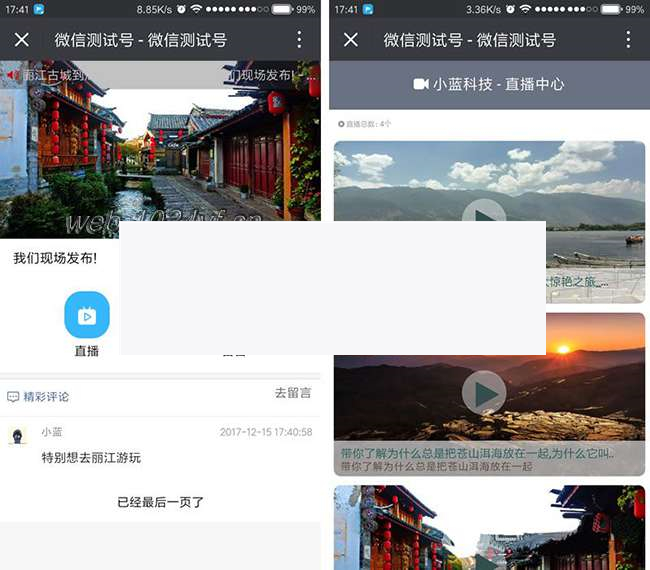 17:41
8.85K/s
99%
微信测试号 - 微信测试号
丽江古城到
们现场发布! - ...
我们现场发布!
直播
精彩评论
去留言
小蓝
2017-12-15 17:40:58
特别想去丽江游玩
已经最后一页了
17:41
3.36K/s
99%
微信测试号 - 微信测试号
小蓝科技 - 直播中心
直播总数: 4个
惊艳之旅_...
带你了解为什么总是把苍山洱海放在一起,为什么它叫..
带你了解为什么总是把苍山洱海放在一起